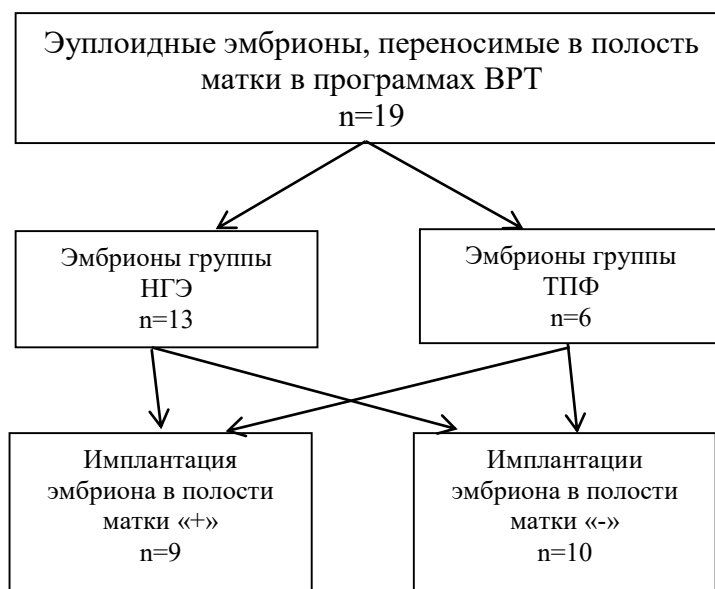 Эуплоидные эмбрионы, переносимые в полость
матки в программах ВРТ
n=19
Эмбрионы группы
НГЭ
n=13
Эмбрионы группы
ТПФ
n=6
Имплантация
эмбриона в полости
матки «+»
n=9
Имплантации
эмбриона в полости
матки «-»
n=10